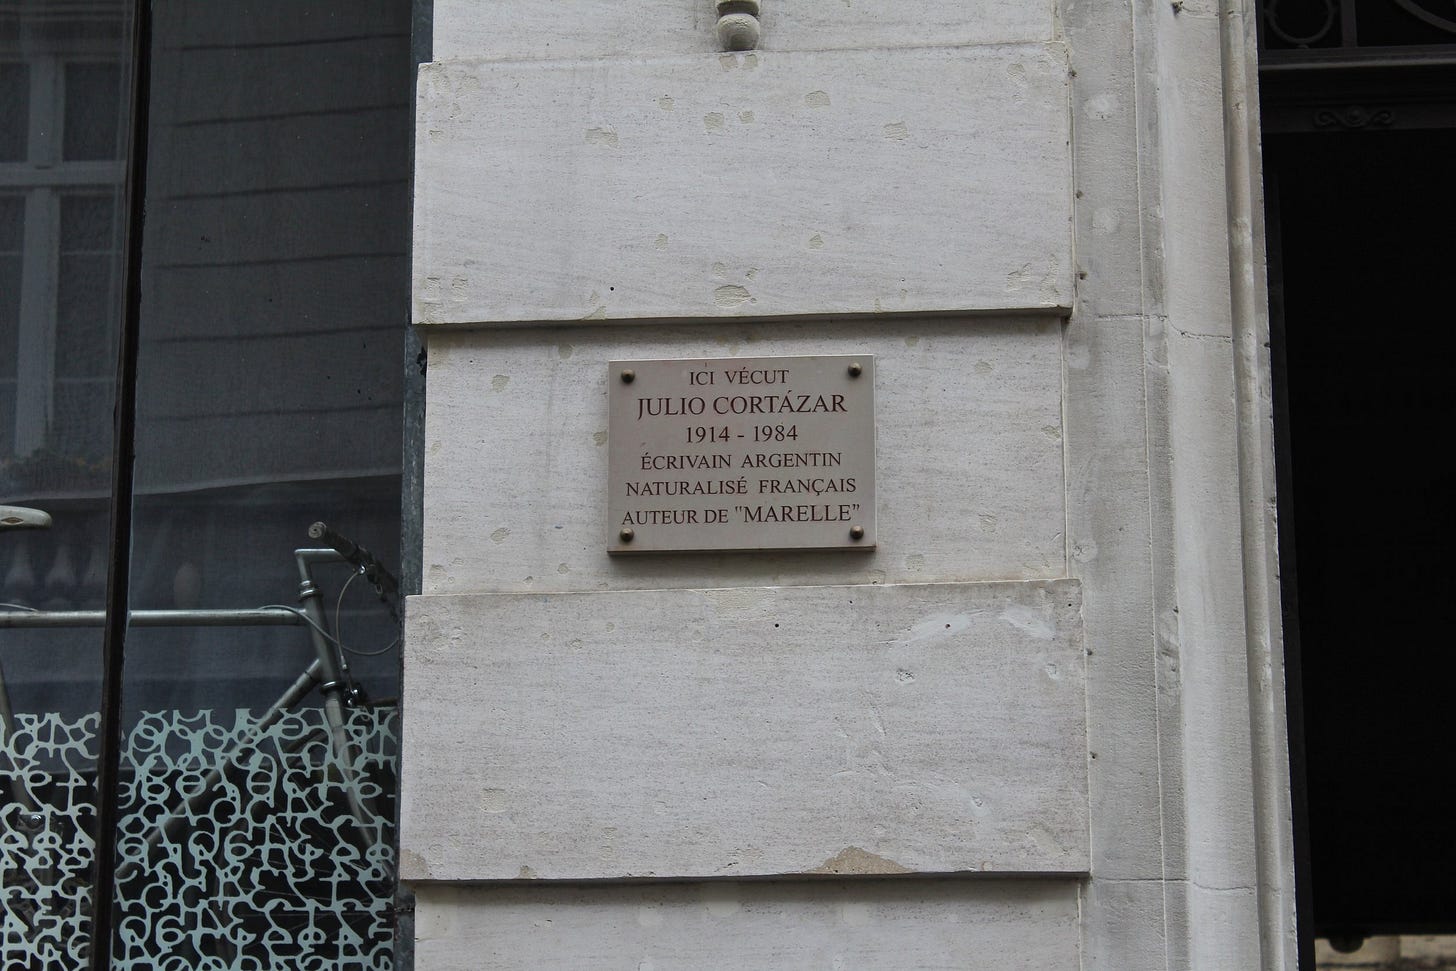 ICI VÉCUT
JULIO CORTÁZAR
1914 - 1984
ÉCRIVAIN ARGENTIN
NATURALISÉ FRANÇAIS
AUTEUR DE "MARELLE"